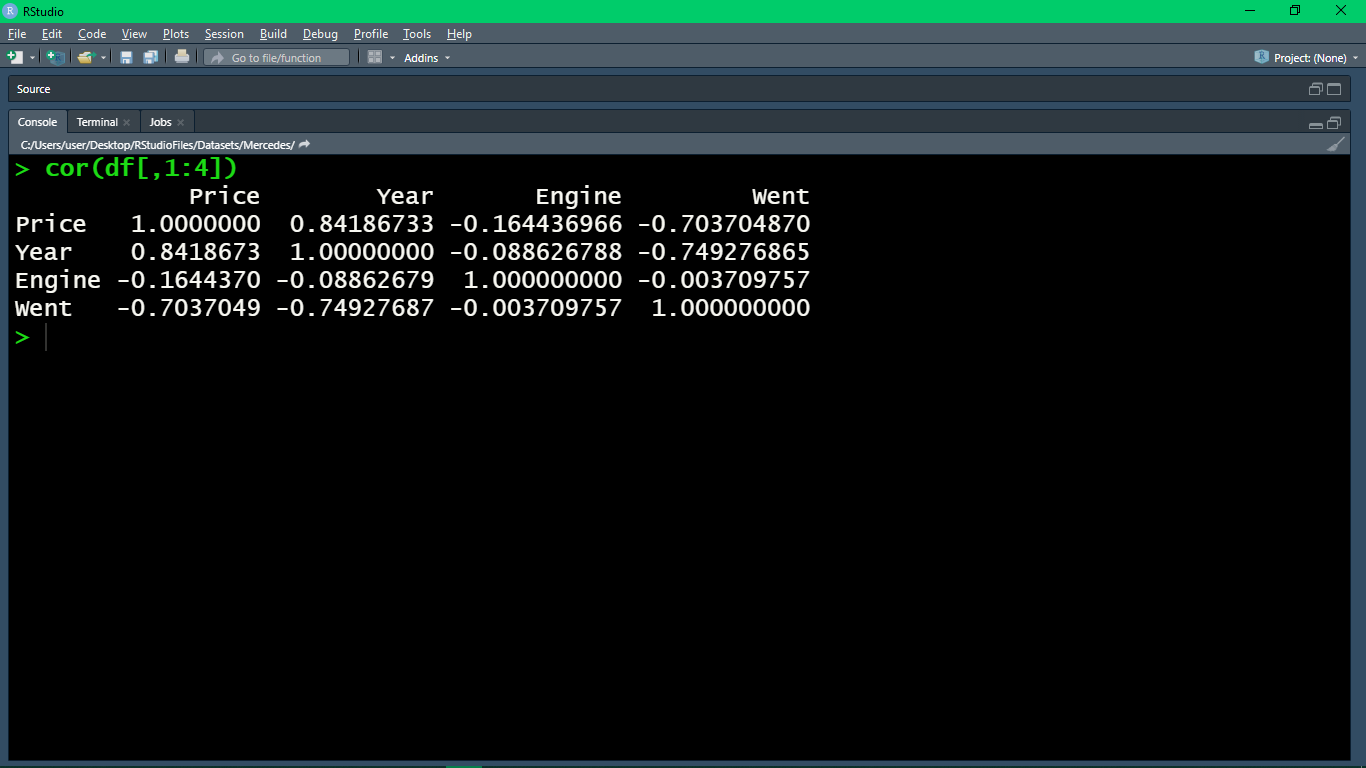 RStudio
File Edit Code View Plots Session Build Debug Profile Tools Help
Go to file/function Addins Project: (None)
Source
Console Terminal Jobs
C:/Users/user/Desktop/RStudioFiles/Datasets/Mercedes/
> cor(df[,1:4])
Price Year Engine Went
Price 1.0000000 0.84186733 -0.164436966 -0.703704870
Year 0.8418673 1.00000000 -0.088626788 -0.749276865
Engine -0.1644370 -0.08862679 1.000000000 -0.003709757
Went -0.7037049 -0.74927687 -0.003709757 1.000000000
>